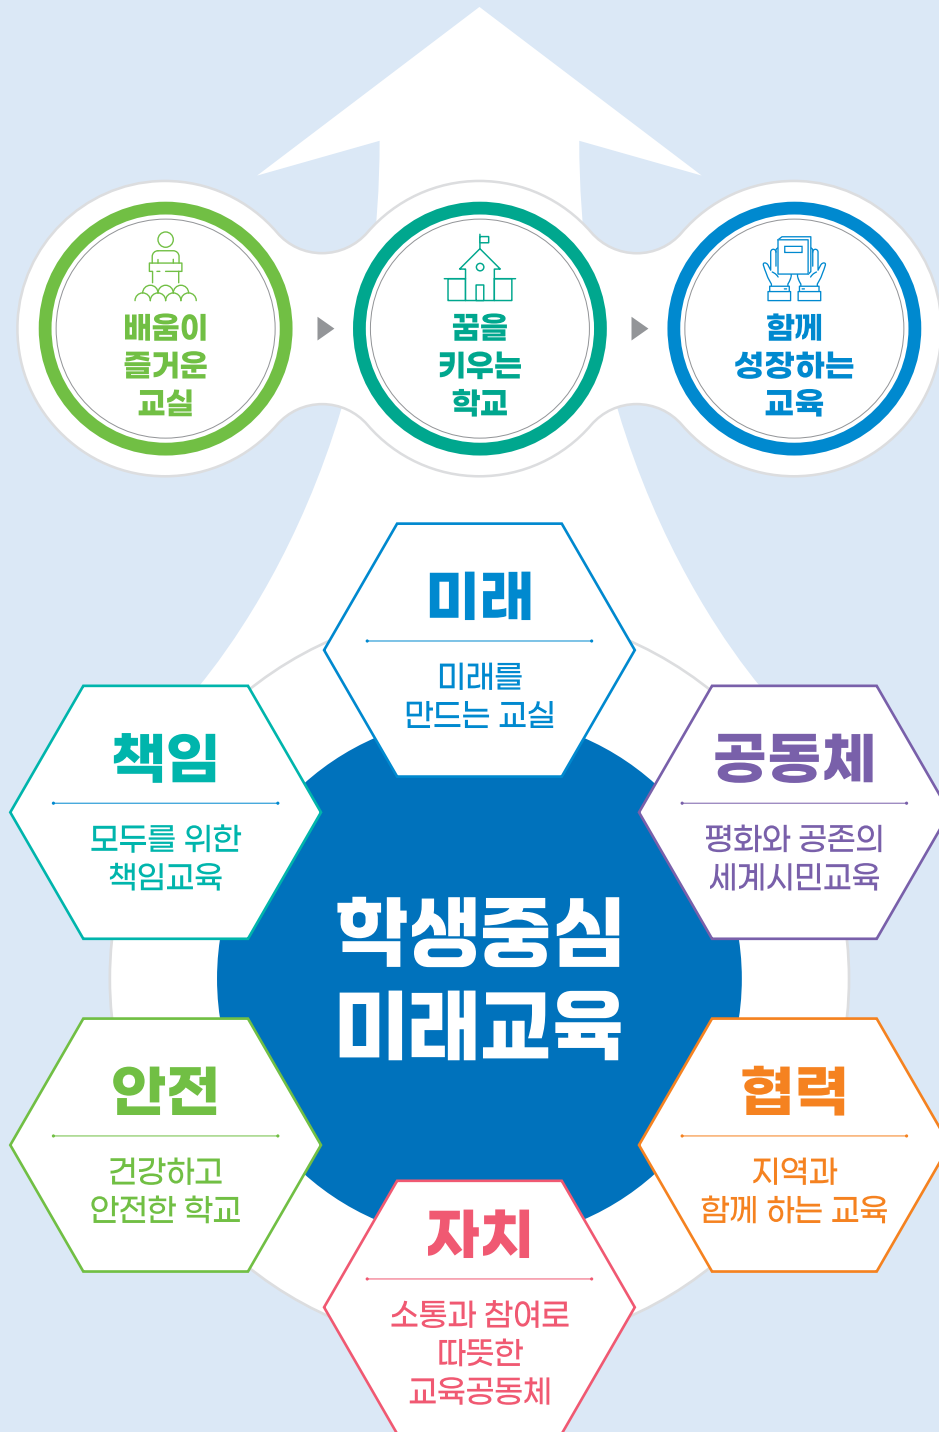 배움이
즐거운
교실
꿈을
키우는
학교
함께
성장하는
교육
미래
미래를
만드는 교실
책임
모두를 위한
책임교육
공동체
평화와 공존의
세계시민교육
학생중심
미래교육
안전
건강하고
안전한 학교
협력
지역과
함께 하는 교육
자치
소통과 참여로
따뜻한
교육공동체